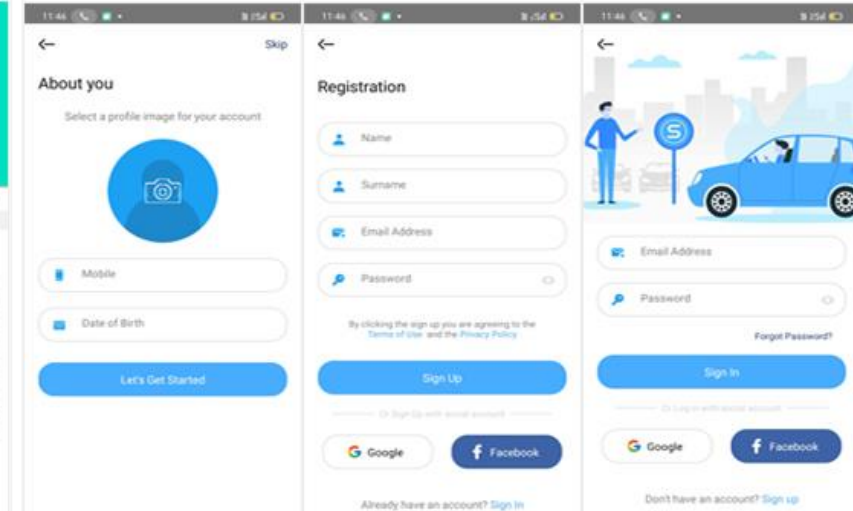 11:46
Skip
About you
Select a profile image for your account
Mobile
Date of Birth
Let's Get Started
11:46
Registration
Name
Surname
Email Address
Password
By clicking the sign up you are agreeing to the
Terms of Use and the Privacy Policy
Sign Up
Or Sign Up with social account
Google
Facebook
Already have an account? Sign In
11:46
S
Email Address
Password
Forgot Password?
Sign In
Or Log in with social account
Google
Facebook
Don't have an account? Sign up